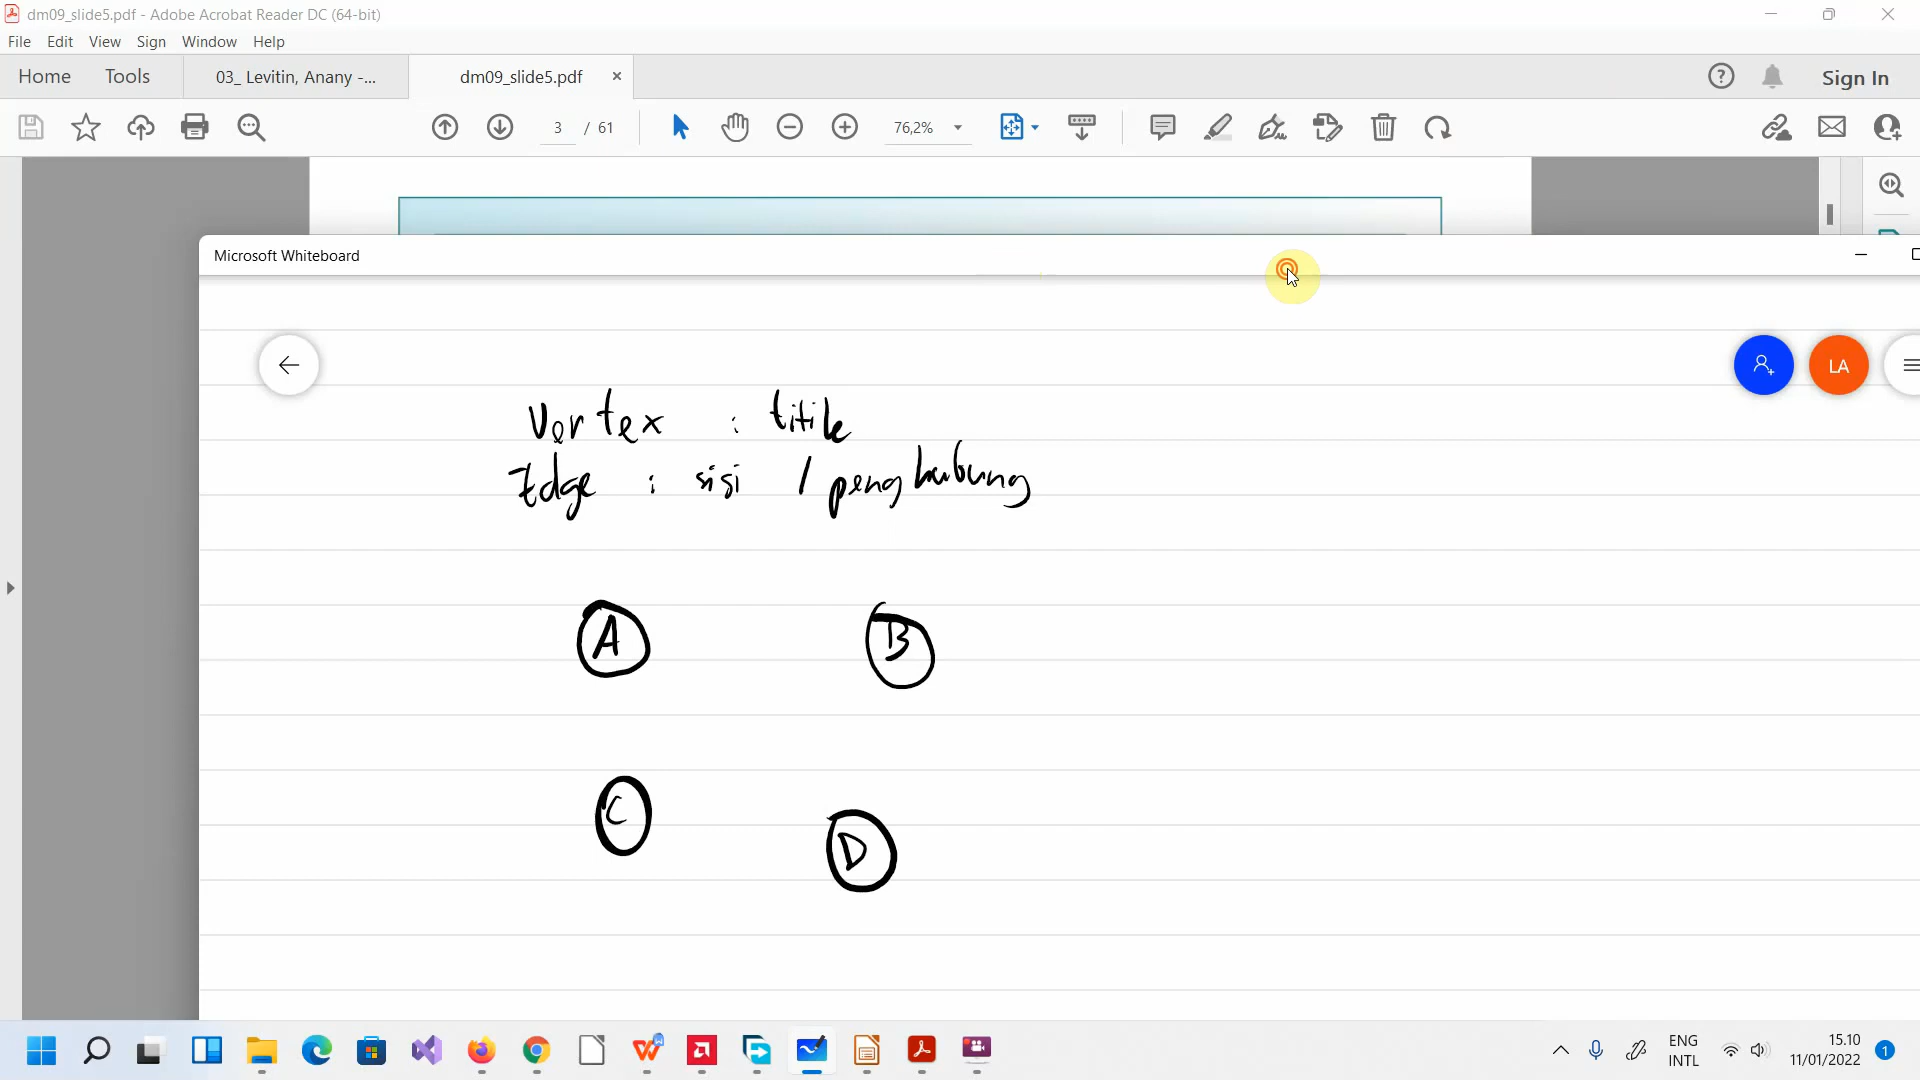 dm09_slide5.pdf - Adobe Acrobat Reader DC (64-bit)
File Edit View Sign Window Help
Home Tools 03_ Levitin, Anany -... dm09_slide5.pdf
Sign In
3 / 61 76,2%
Microsoft Whiteboard
LA
Vertex : titik
Edge : sisi / penghubung
A B
C
D
ENG
INTL
15.10
11/01/2022
1